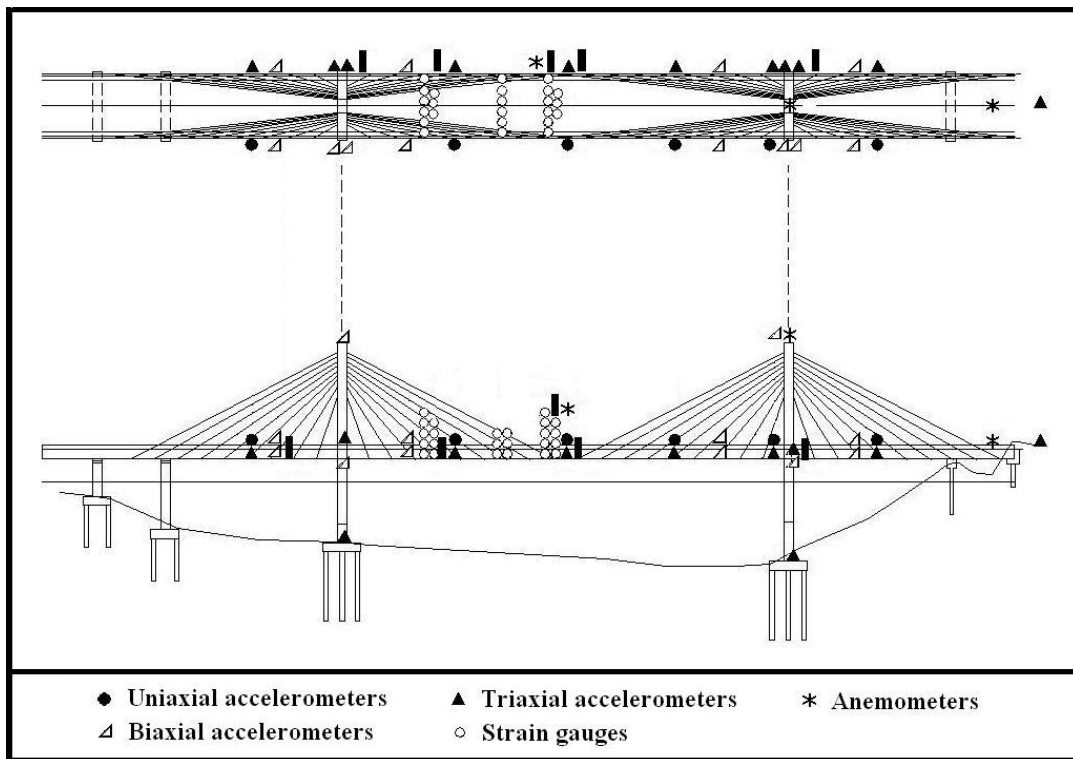 Uniaxial accelerometers
Triaxial accelerometers
Anemometers
Biaxial accelerometers
Strain gauges